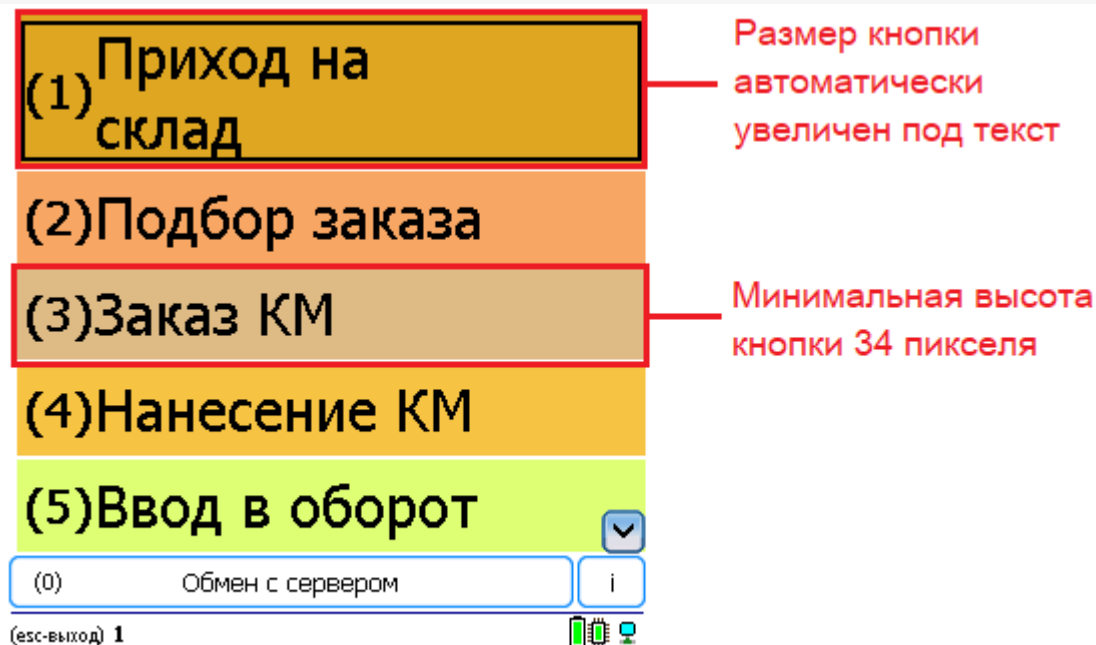 (1) Приход на
склад
Размер кнопки
автоматически
увеличен под текст
(2)Подбор заказа
(3)Заказ КМ
Минимальная высота
кнопки 34 пикселя
(4)Нанесение КМ
(5)Ввод в оборот
(0) Обмен с сервером i
(esc-выход) 1